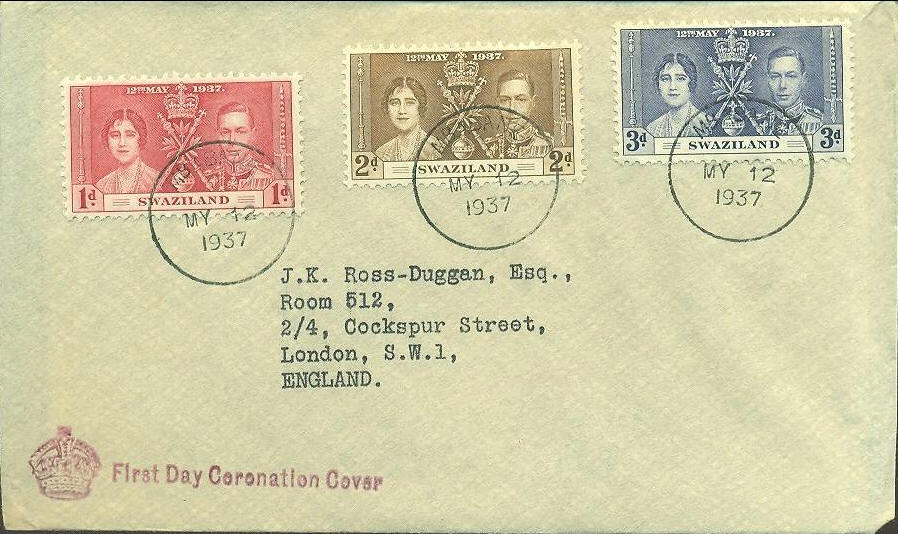 12TH MAY 1937.
1d. SWAZILAND 1d.
12TH MAY 1937.
2d SWAZILAND 2d
12TH MAY 1937.
3d SWAZILAND 3d
MY 12
1937
MY 12
1937
MY 12
1937
J.K. Ross-Duggan, Esq.,
Room 512,
2/4, Cockspur Street,
London, S.W.1,
ENGLAND.
First Day Coronation Cover